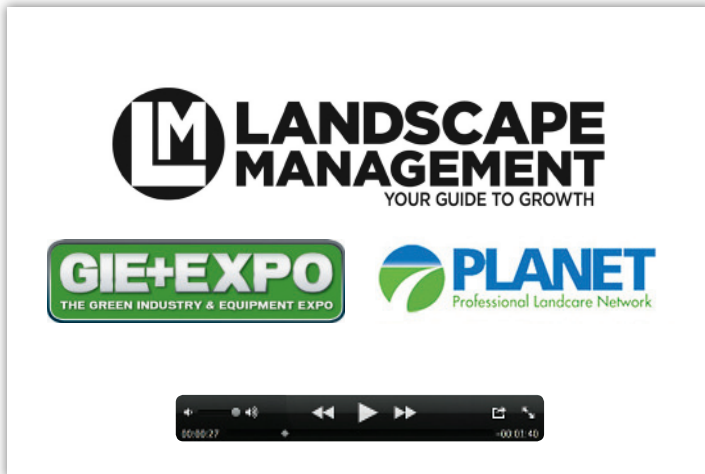 LM
LANDSCAPE
MANAGEMENT
YOUR GUIDE TO GROWTH
GIE+EXPO
THE GREEN INDUSTRY & EQUIPMENT EXPO
PLANET
Professional Landcare Network
00:00:27
-00:01:40